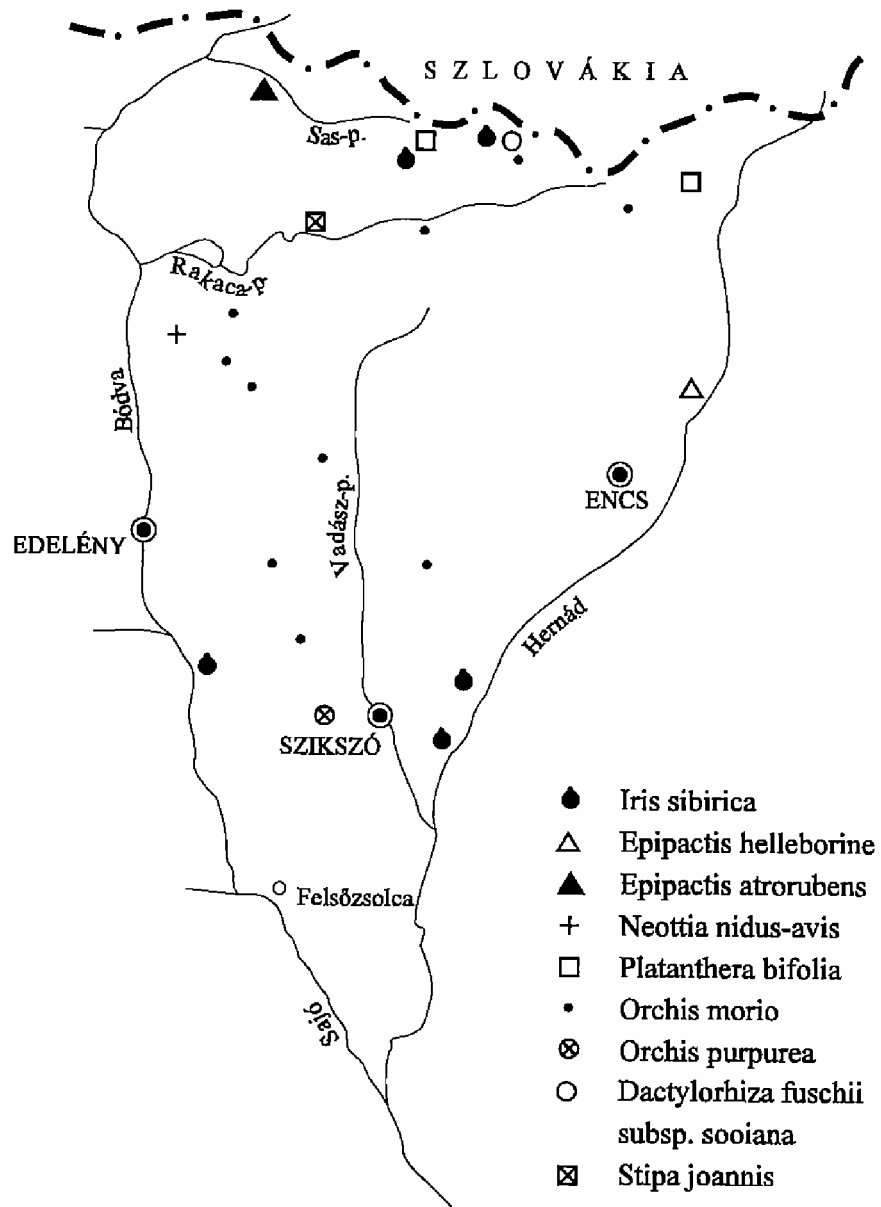 SZLOVÁKIA
Sas-p.
Rakaca-p.
Bódva
Vadász-p.
ENCS
EDELÉNY
Hernád
SZIKSZÓ
Felsőzsolca
Sajó
Iris sibirica
Epipactis helleborine
Epipactis atrorubens
Neottia nidus-avis
Platanthera bifolia
Orchis morio
Orchis purpurea
Dactylorhiza fuschii
subsp. sooiana
Stipa joannis